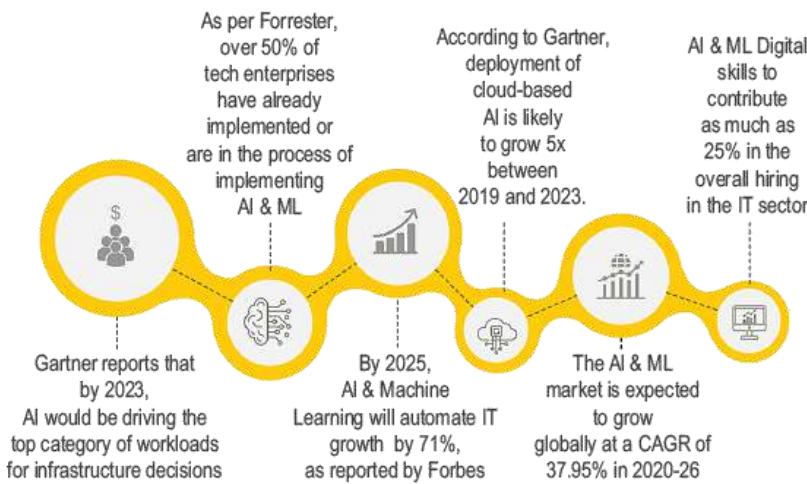 As per Forrester,
over 50% of
tech enterprises
have already
implemented or
are in the process of
implementing
AI & ML
According to Gartner,
deployment of
cloud-based
AI is likely
to grow 5x
between
2019 and 2023.
AI & ML Digital
skills to
contribute
as much as
25% in the
overall hiring
in the IT sector
$
Gartner reports that
by 2023,
AI would be driving the
top category of workloads
for infrastructure decisions
By 2025,
AI & Machine
Learning will automate IT
growth by 71%,
as reported by Forbes
The AI & ML
market is expected
to grow
globally at a CAGR of
37.95% in 2020-26